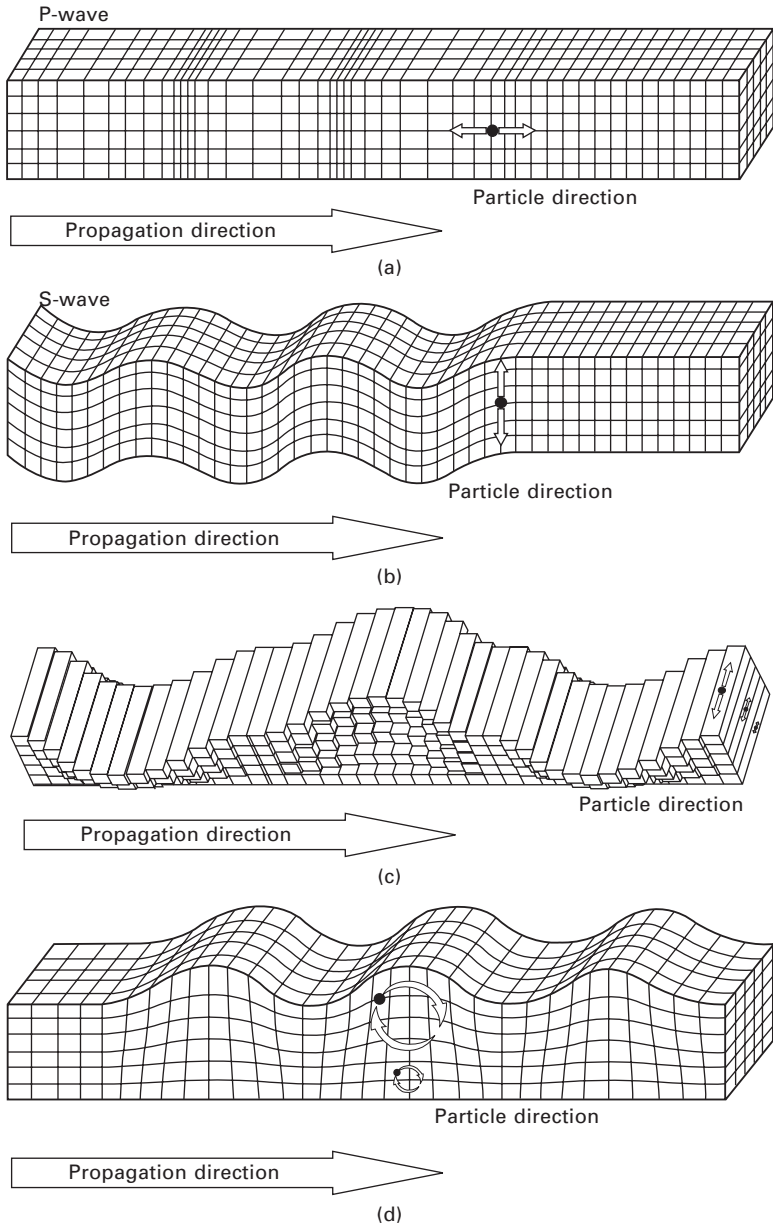 P-wave
Particle direction
Propagation direction
(a)
S-wave
Particle direction
Propagation direction
(b)
Particle direction
Propagation direction
(c)
Particle direction
Propagation direction
(d)